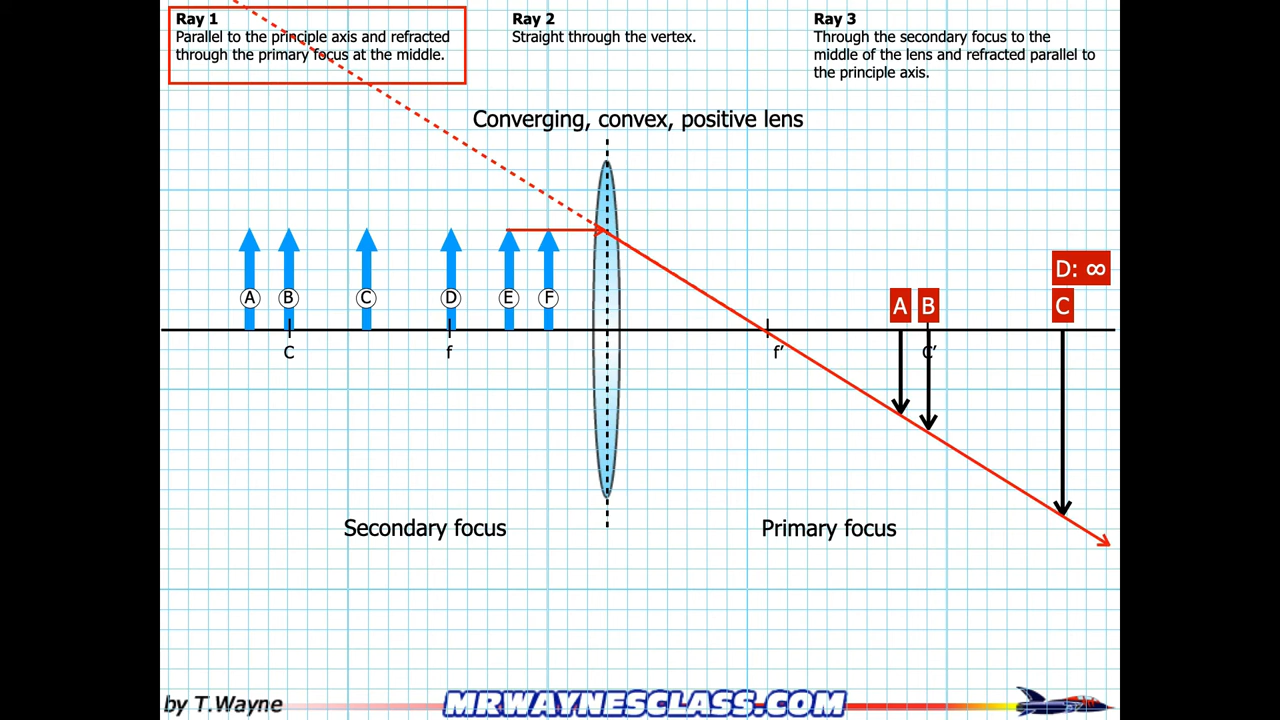 Ray 1
Parallel to the principle axis and refracted
through the primary focus at the middle.
Ray 2
Straight through the vertex.
Ray 3
Through the secondary focus to the
middle of the lens and refracted parallel to
the principle axis.
Converging, convex, positive lens
D: ∞
A B C D E F
A B C
C f f’ C’
Secondary focus
Primary focus
by T.Wayne
MRWAYNESCLASS.COM